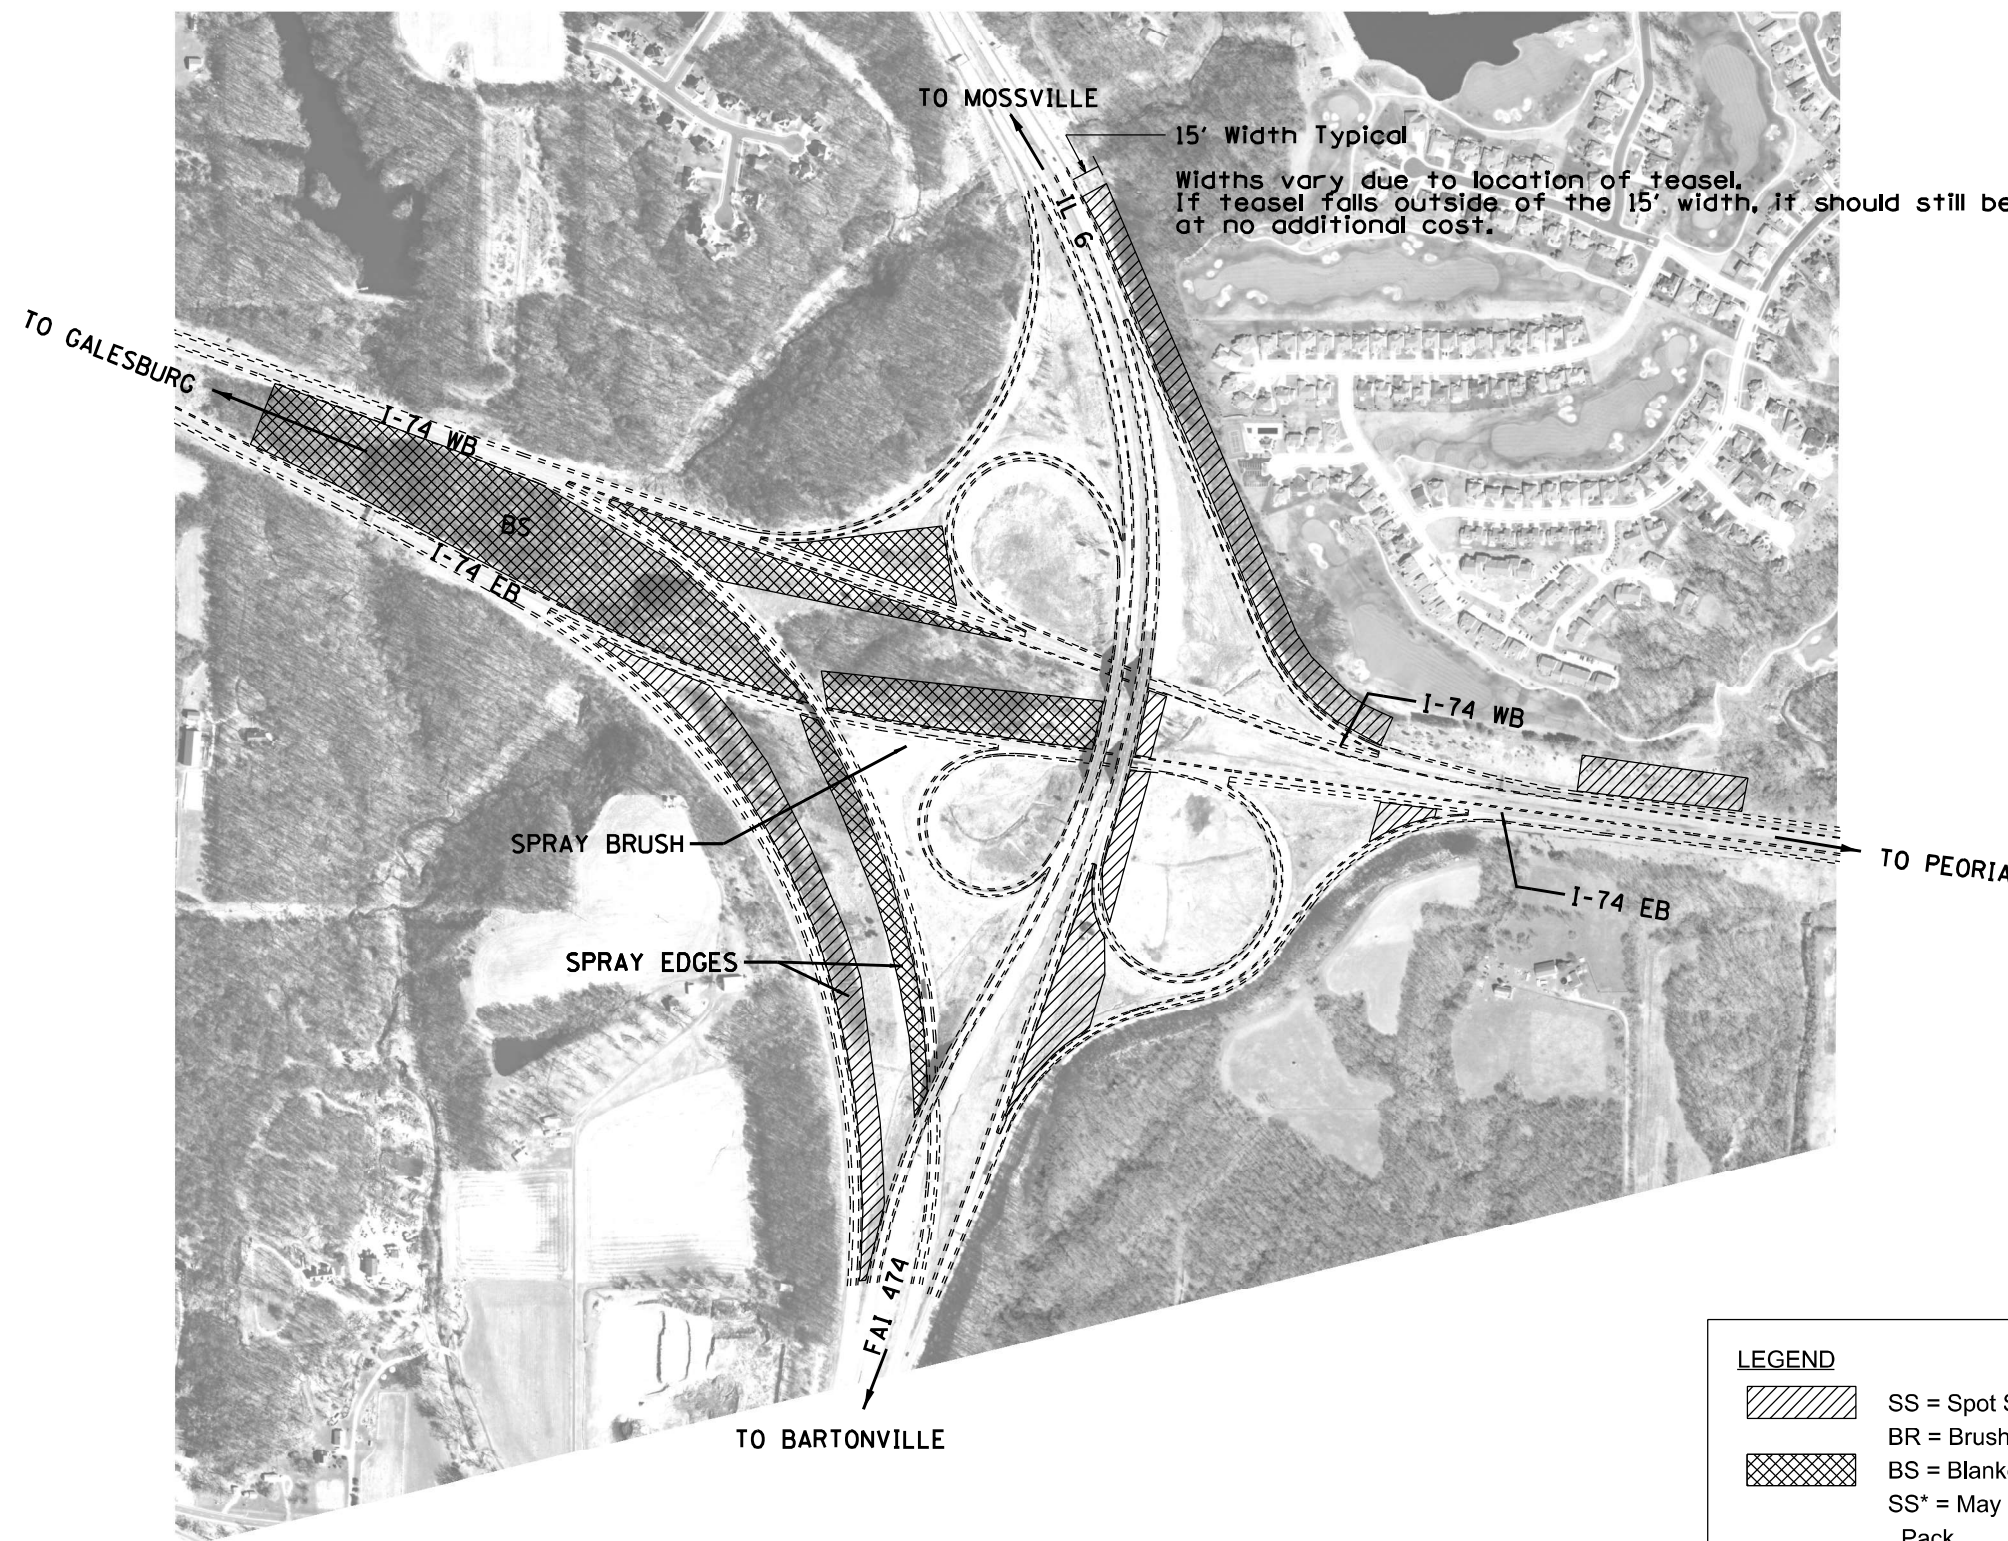 TO MOSSVILLE
15' Width Typical
Widths vary due to location of teasel.
If teasel falls outside of the 15' width, it should still be
at no additional cost.
IL 6
TO GALESBURG
I-74 WB
BS
I-74 EB
I-74 WB
SPRAY BRUSH
TO PEORIA
I-74 EB
SPRAY EDGES
FAI 474
TO BARTONVILLE
LEGEND
SS = Spot
BR = Brush
BS =
SS* = May
Pack